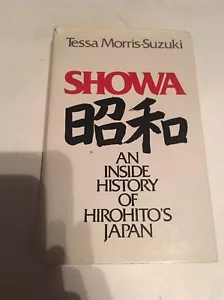 Tessa Morris-Suzuki
SHOWA
昭和
AN
INSIDE
HISTORY
OF
HIROHITO'S
JAPAN